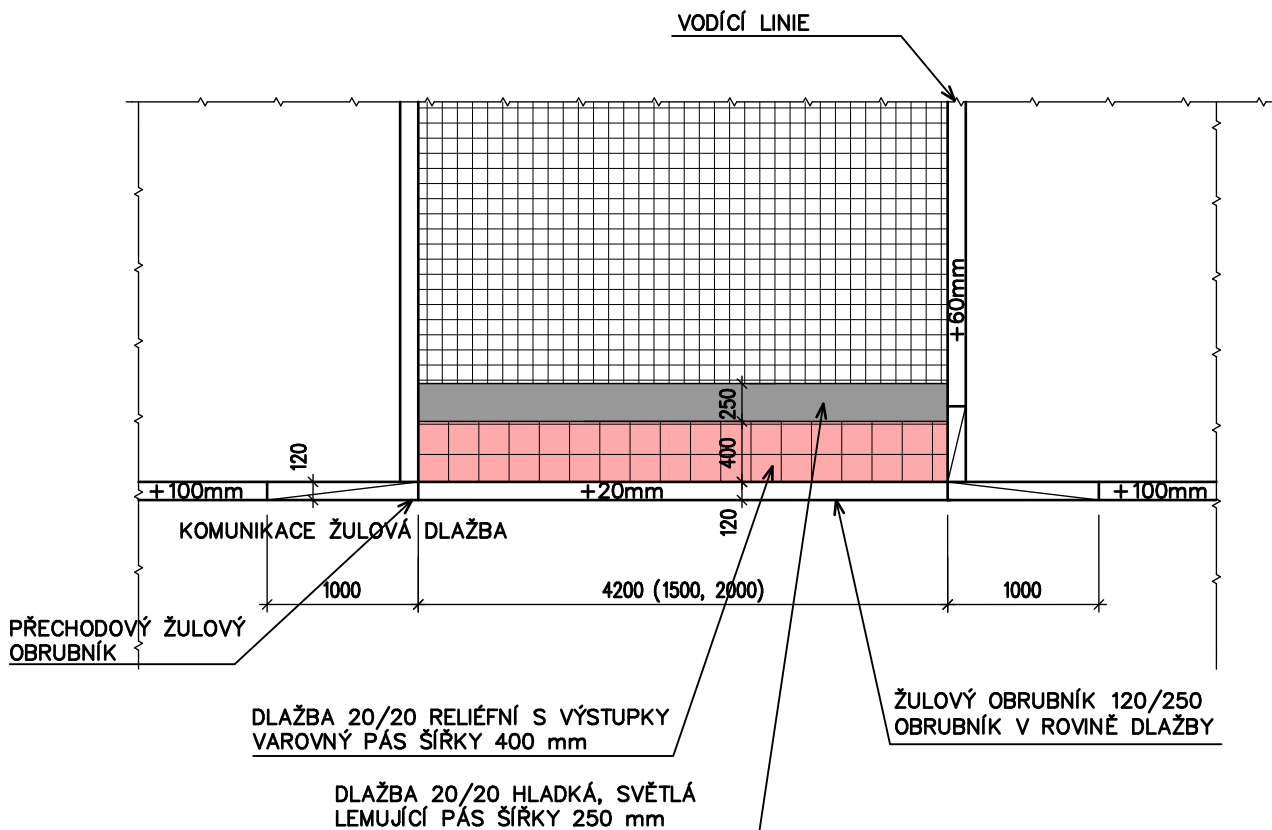 VODÍCÍ LINIE
+60mm
250
400
120
+100mm
+20mm
+100mm
120
KOMUNIKACE ŽULOVÁ DLAŽBA
1000
4200 (1500, 2000)
1000
PŘECHODOVÝ ŽULOVÝ
OBRUBNÍK
DLAŽBA 20/20 RELIÉFNÍ S VÝSTUPKY
VAROVNÝ PÁS ŠÍŘKY 400 mm
ŽULOVÝ OBRUBNÍK 120/250
OBRUBNÍK V ROVINĚ DLAŽBY
DLAŽBA 20/20 HLADKÁ, SVĚTLÁ
LEMUJÍCÍ PÁS ŠÍŘKY 250 mm